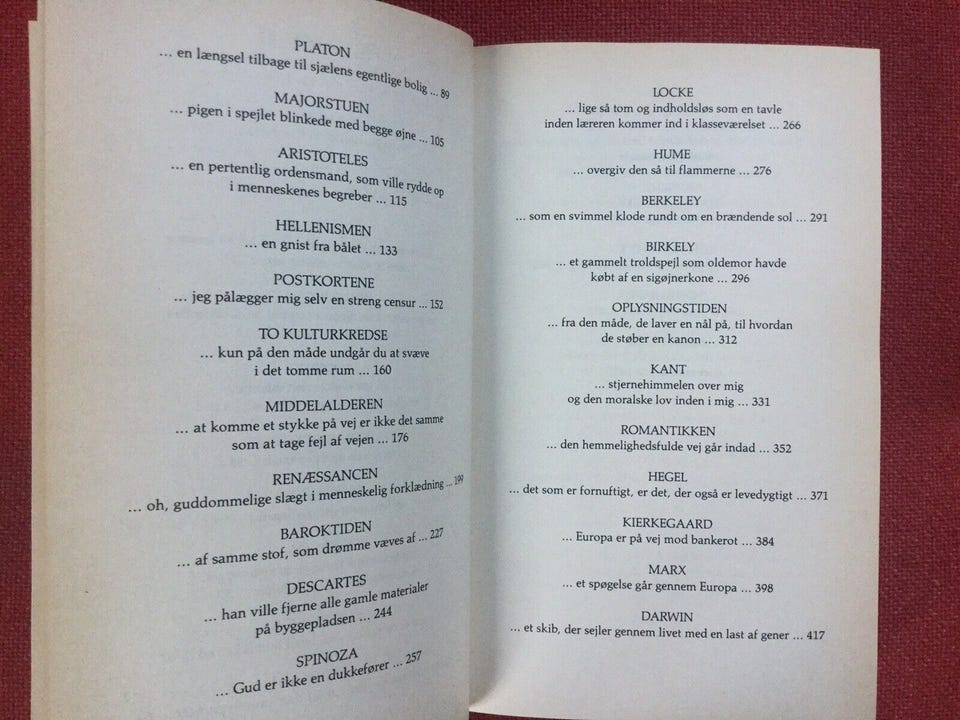 PLATON
... en længsel tilbage til sjælens egentlige bolig ... 89
MAJORSTUEN
... pigen i spejlet blinkede med begge øjne ... 105
ARISTOTELES
... en pertentlig ordensmand, som ville rydde op
i menneskenes begreber ... 115
HELLENISMEN
... en gnist fra bålet ... 133
POSTKORTENE
... jeg pålægger mig selv en streng censur ... 152
TO KULTURKREDSE
... kun på den måde undgår du at svæve
i det tomme rum ... 160
MIDDELALDEREN
... at komme et stykke på vej er ikke det samme
som at tage fejl af vejen ... 176
RENÆSSANCEN
... oh, guddommelige slægt i menneskelig forklædning ... 199
BAROKTIDEN
... af samme stof, som drømme væves af ... 227
DESCARTES
... han ville fjerne alle gamle materialer
på byggepladsen ... 244
SPINOZA
... Gud er ikke en dukkefører ... 257
LOCKE
... lige så tom og indholdsløs som en tavle
inden læreren kommer ind i klasseværelset ... 266
HUME
... overgiv den så til flammerne ... 276
BERKELEY
... som en svimmel klode rundt om en brændende sol ... 291
BIRKELY
... et gammelt troldspejl som oldemor havde
købt af en sigøjnerkone ... 296
OPLYSNINGSTIDEN
... fra den måde, de laver en nål på, til hvordan
de støber en kanon ... 312
KANT
... stjernehimmelen over mig
og den moralske lov inden i mig ... 331
ROMANTIKKEN
... den hemmelighedsfulde vej går indad ... 352
HEGEL
... det som er fornuftigt, er det, der også er levedygtigt ... 371
KIERKEGAARD
... Europa er på vej mod bankerot ... 384
MARX
... et spøgelse går gennem Europa ... 398
DARWIN
... et skib, der sejler gennem livet med en last af gener ... 417